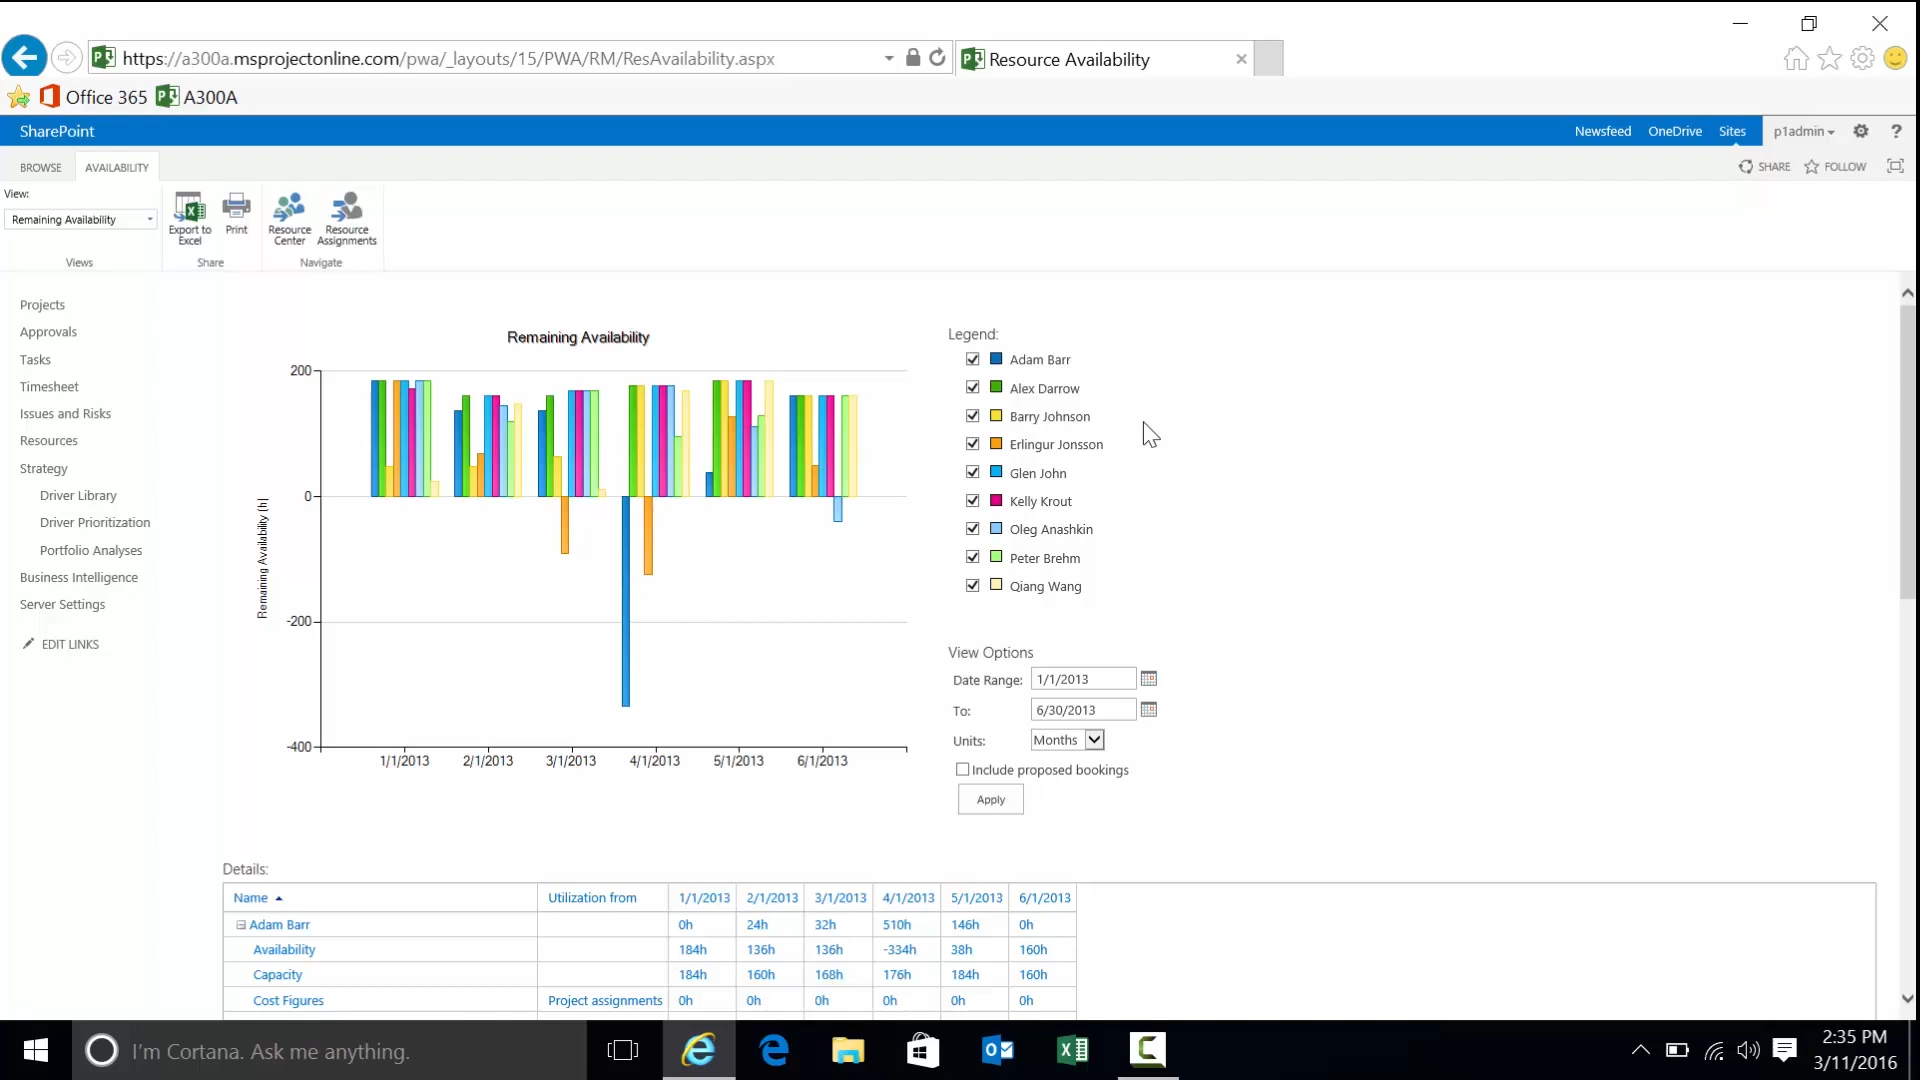 https://a300a.msprojectonline.com/pwa/_layouts/15/PWA/RM/ResAvailability.aspx
Resource Availability
Office 365 A300A
SharePoint
Newsfeed OneDrive Sites p1admin ?
BROWSE AVAILABILITY
SHARE FOLLOW
View:
Remaining Availability
Export to Excel
Print
Resource Center
Resource Assignments
Views
Share
Navigate
Projects
Approvals
Tasks
Timesheet
Issues and Risks
Resources
Strategy
Driver Library
Driver Prioritization
Portfolio Analyses
Business Intelligence
Server Settings
EDIT LINKS
Remaining Availability
Remaining Availability (h)
200
0
-200
-400
1/1/2013 2/1/2013 3/1/2013 4/1/2013 5/1/2013 6/1/2013
Legend:
Adam Barr
Alex Darrow
Barry Johnson
Erlingur Jonsson
Glen John
Kelly Krout
Oleg Anashkin
Peter Brehm
Qiang Wang
View Options
Date Range: 1/1/2013
To: 6/30/2013
Units: Months
Include proposed bookings
Apply
Details:
Name Utilization from 1/1/2013 2/1/2013 3/1/2013 4/1/2013 5/1/2013 6/1/2013
Adam Barr 0h 24h 32h 510h 146h 0h
Availability 184h 136h 136h -334h 38h 160h
Capacity 184h 160h 168h 176h 184h 160h
Cost Figures Project assignments 0h 0h 0h 0h 0h 0h
I'm Cortana. Ask me anything.
2:35 PM
3/11/2016